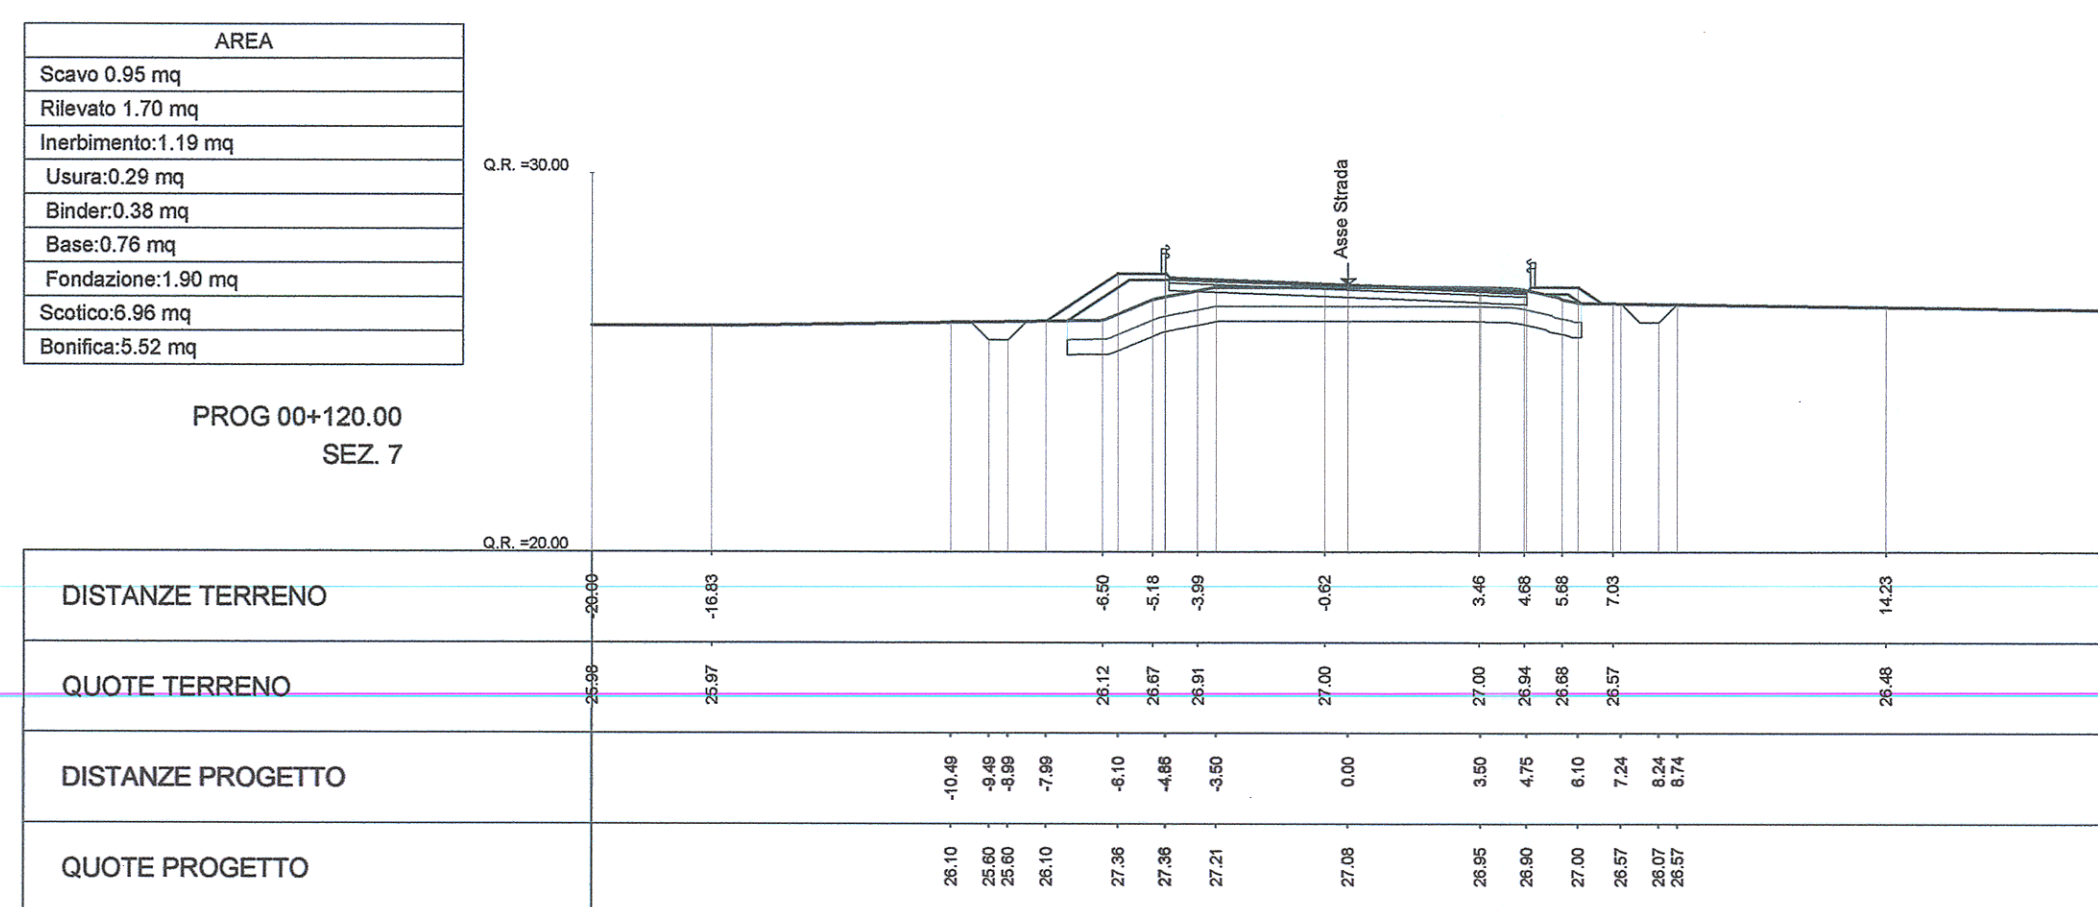 AREA
Scavo 0.95 mq
Rilevato 1.70 mq
Inerbimento:1.19 mq
Usura:0.29 mq
Binder:0.38 mq
Base:0.76 mq
Fondazione:1.90 mq
Scotico:6.96 mq
Bonifica:5.52 mq
PROG 00+120.00
SEZ. 7
Q.R. =30.00
Asse Strada
Q.R. =20.00
DISTANZE TERRENO -20.00 -16.83 -6.50 -5.18 -3.99 -0.62 3.46 4.68 5.68 7.03 14.23
QUOTE TERRENO 25.98 25.97 26.12 26.67 26.91 27.00 27.00 26.94 26.68 26.57 26.48
DISTANZE PROGETTO -10.49 -9.49 -8.99 -7.99 -6.10 -4.86 -3.50 0.00 3.50 4.75 6.10 7.24 8.24 8.74
QUOTE PROGETTO 26.10 25.60 25.60 26.10 27.36 27.36 27.21 27.08 26.95 26.90 27.00 26.57 26.07 26.57